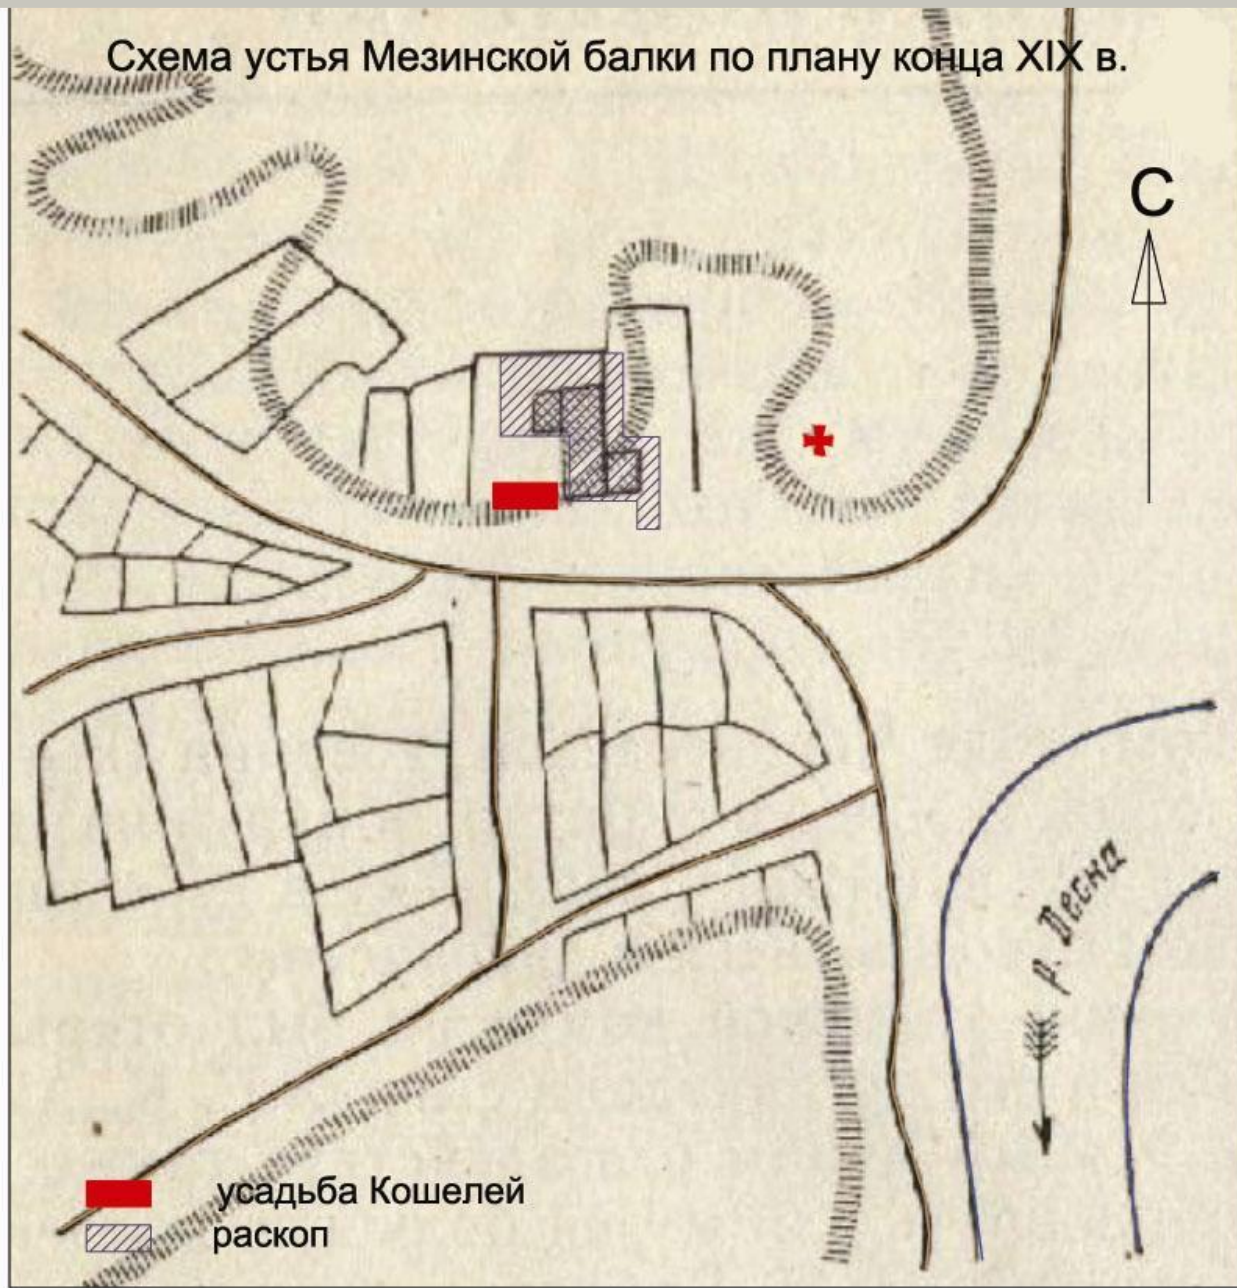 Схема устья Мезинской балки по плану конца XIX в.
С
р. Десна
усадьба Кошелей
раскоп